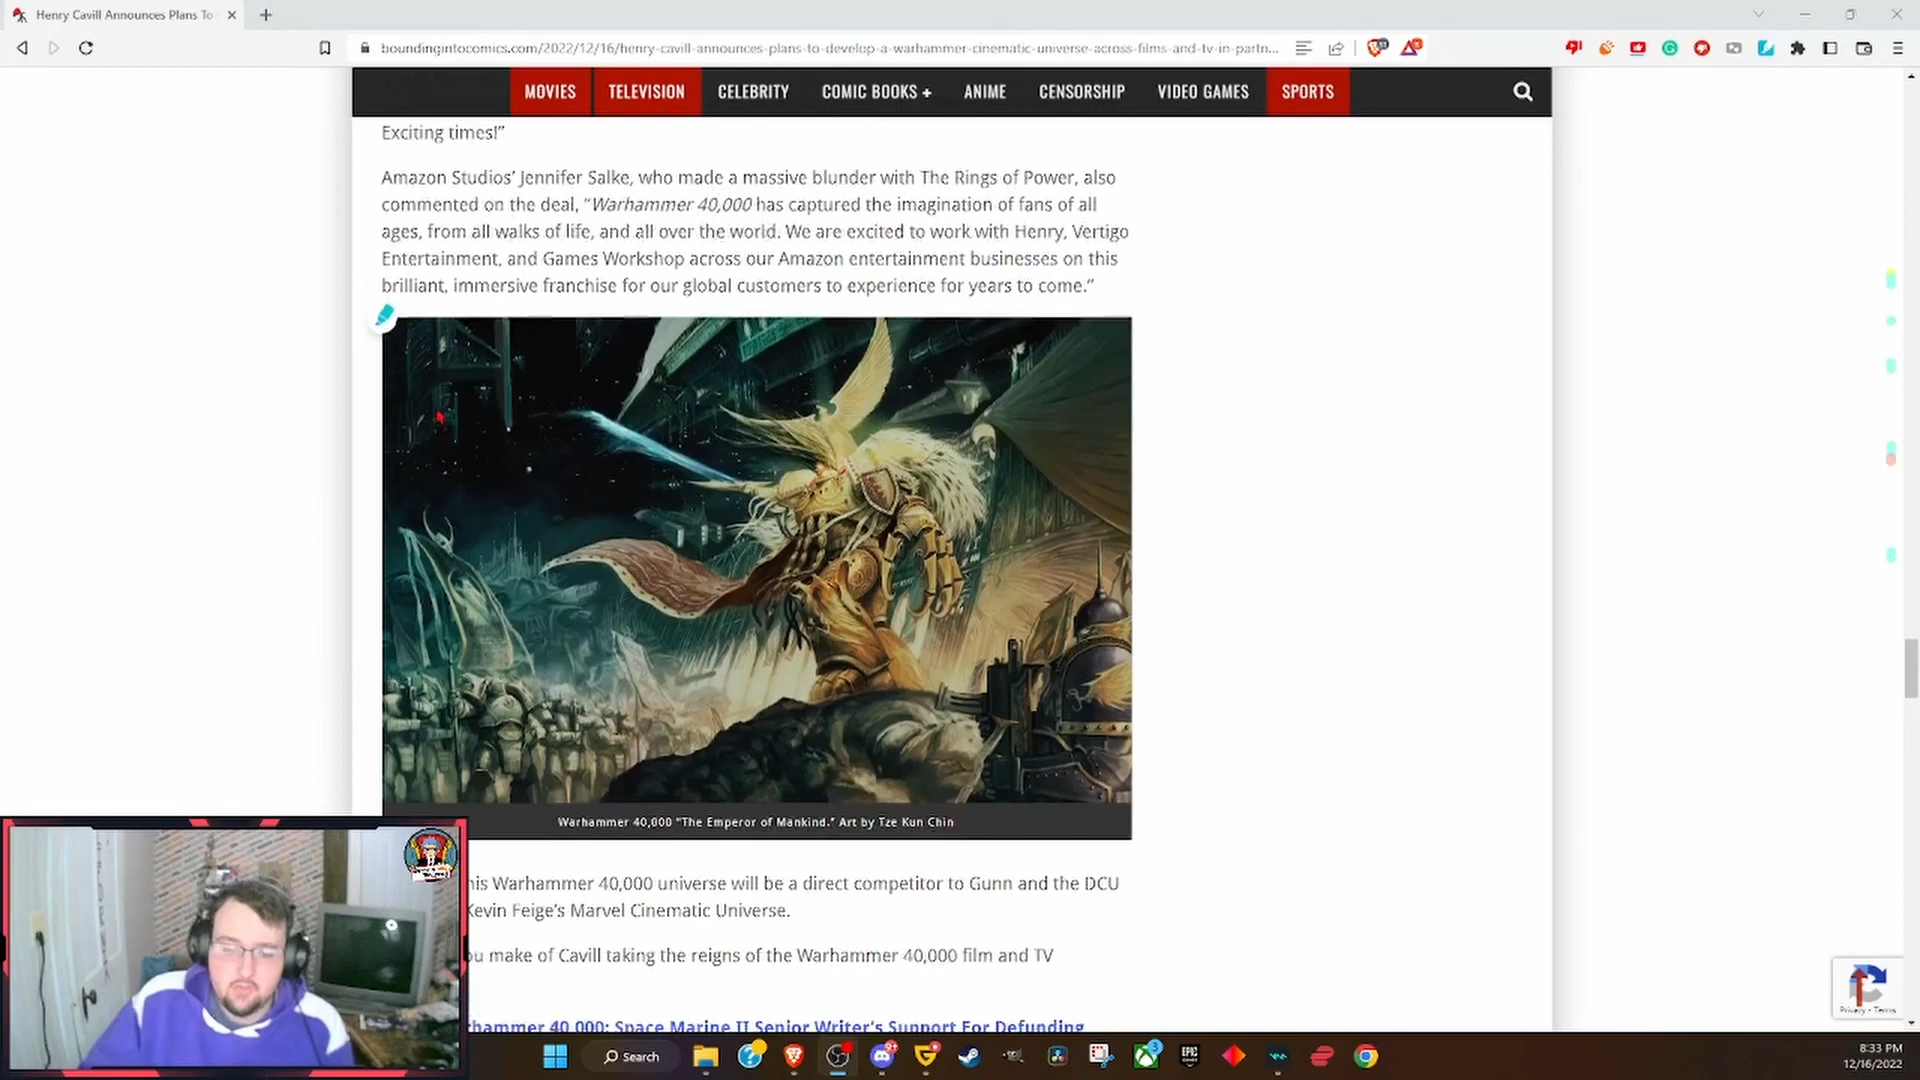 Henry Cavill Announces Plans To
boundingintocomics.com/2022/12/16/henry-cavill-announces-plans-to-develop-a-warhammer-cinematic-universe-across-films-and-tv-in-partn...
MOVIES TELEVISION CELEBRITY COMIC BOOKS + ANIME CENSORSHIP VIDEO GAMES SPORTS
Exciting times!”
Amazon Studios’ Jennifer Salke, who made a massive blunder with The Rings of Power, also
commented on the deal, “Warhammer 40,000 has captured the imagination of fans of all
ages, from all walks of life, and all over the world. We are excited to work with Henry, Vertigo
Entertainment, and Games Workshop across our Amazon entertainment businesses on this
brilliant, immersive franchise for our global customers to experience for years to come.”
Warhammer 40,000 "The Emperor of Mankind." Art by Tze Kun Chin
his Warhammer 40,000 universe will be a direct competitor to Gunn and the DCU
Kevin Feige’s Marvel Cinematic Universe.
ou make of Cavill taking the reigns of the Warhammer 40,000 film and TV
hammer 40,000: Space Marine II Senior Writer’s Support For Defunding
Privacy - Terms
Search
9+
3
EPIC
8:33 PM
12/16/2022